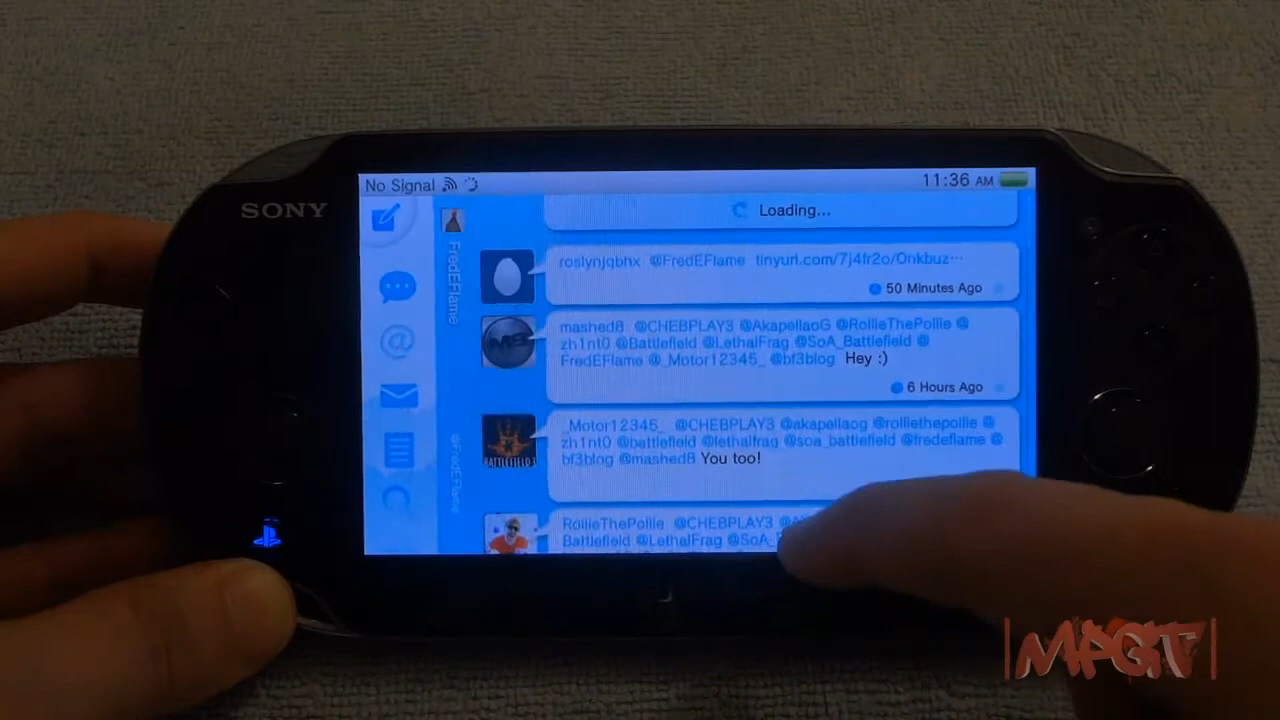 SONY
No Signal
11:36 AM
Loading...
FredEFlame
@FredEFlame
roslynjqbhx @FredEFlame tinyurl.com/7j4fr2o/Onkbuz…
50 Minutes Ago
mashed8 @CHEBPLAY3 @AkapellaoG @RollieThePollie @
zh1nt0 @Battlefield @LethalFrag @SoA_Battlefield @
FredEFlame @_Motor12345_ @bf3blog Hey :)
6 Hours Ago
_Motor12345_ @CHEBPLAY3 @akapellaog @rolliethepollie @
zh1nt0 @battlefield @lethalfrag @soa_battlefield @fredeflame @
bf3blog @mashed8 You too!
BATTLEFIELD3
RollieThePollie @CHEBPLAY3
Battlefield @LethalFrag
MPGT